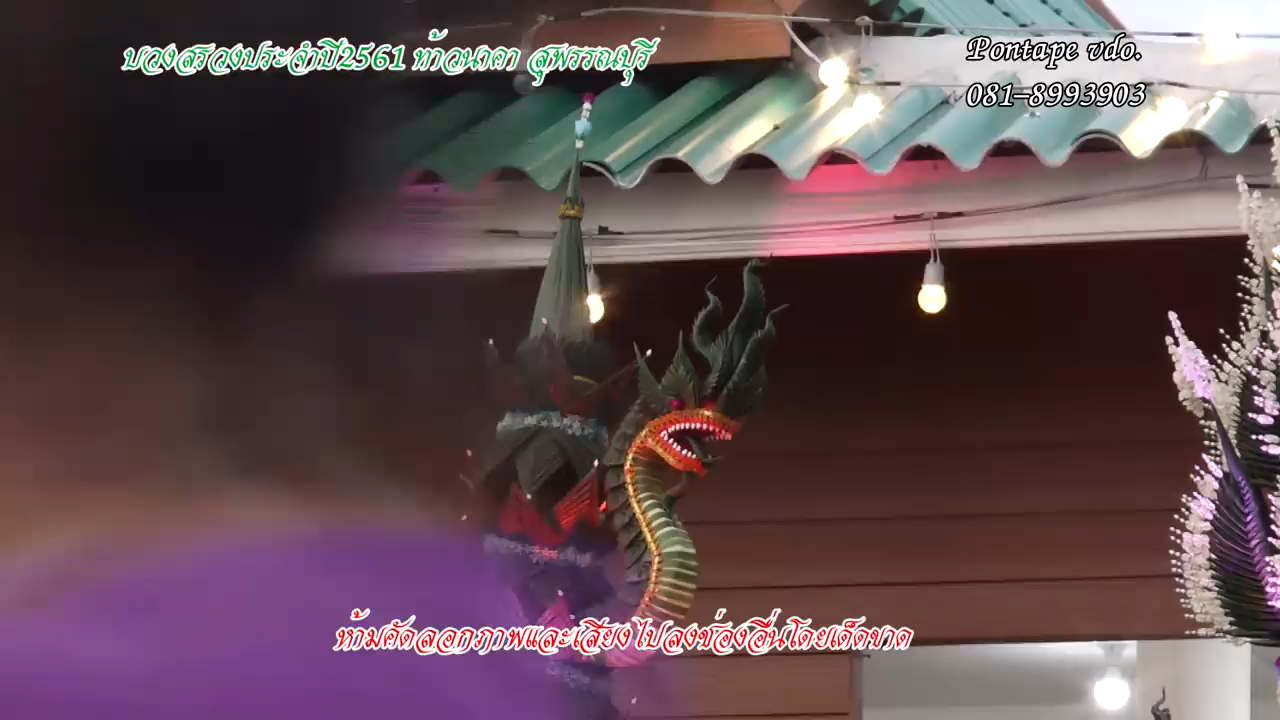 บวงสรวงประจำปี2561 ท้าวนาคา สุพรรณบุรี
Pontape vdo.
081-8993903
ห้ามคัดลอกภาพและเสียงไปลงช่องอื่นโดยเด็ดขาด